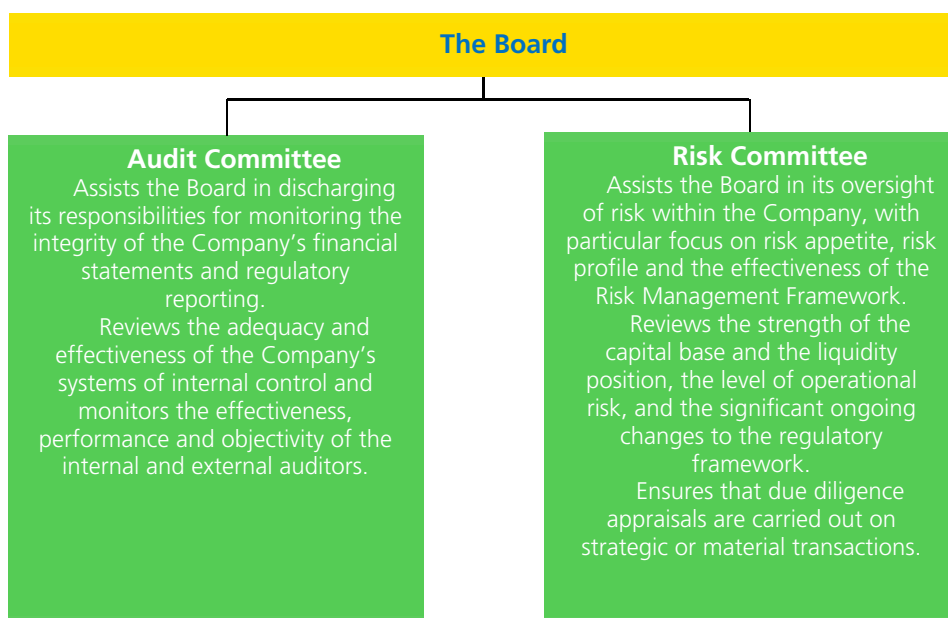 The Board
Audit Committee
Assists the Board in discharging
its responsibilities for monitoring the
integrity of the Company’s financial
statements and regulatory
reporting.
Reviews the adequacy and
effectiveness of the Company’s
systems of internal control and
monitors the effectiveness,
performance and objectivity of the
internal and external auditors.
Risk Committee
Assists the Board in its oversight
of risk within the Company, with
particular focus on risk appetite, risk
profile and the effectiveness of the
Risk Management Framework.
Reviews the strength of the
capital base and the liquidity
position, the level of operational
risk, and the significant ongoing
changes to the regulatory
framework.
Ensures that due diligence
appraisals are carried out on
strategic or material transactions.